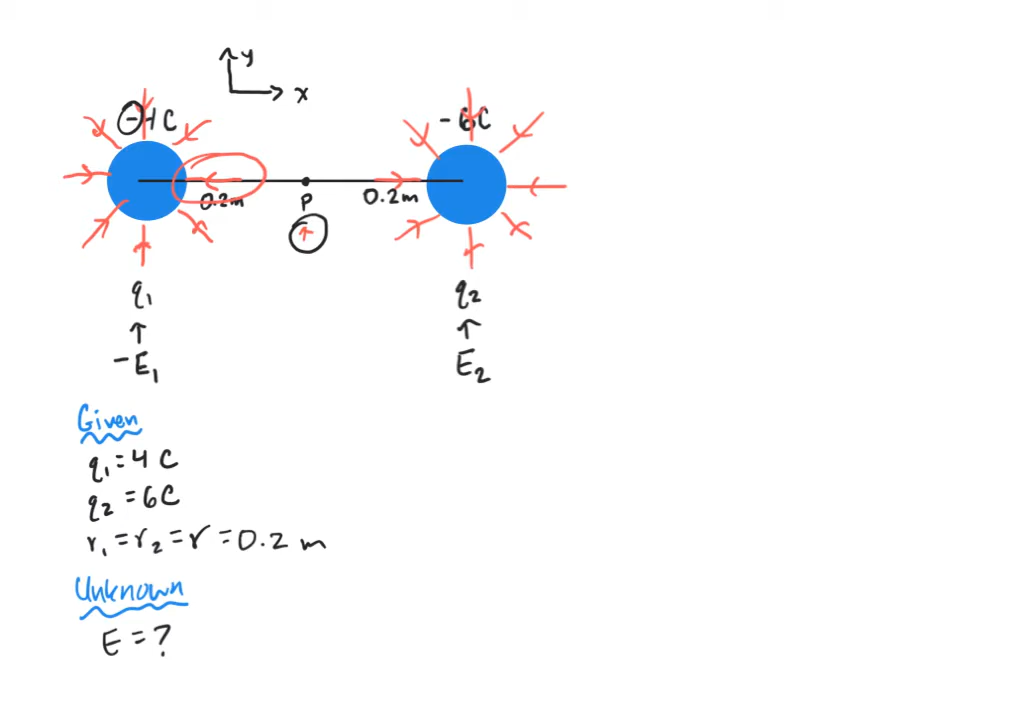 y
x
-4C
- 6C
0.2m
P
0.2m
q₁
q₂
-E₁
E₂
Given
q₁ = 4 C
q₂ = 6C
r₁ = r₂ = r = 0.2 m
Unknown
E = ?